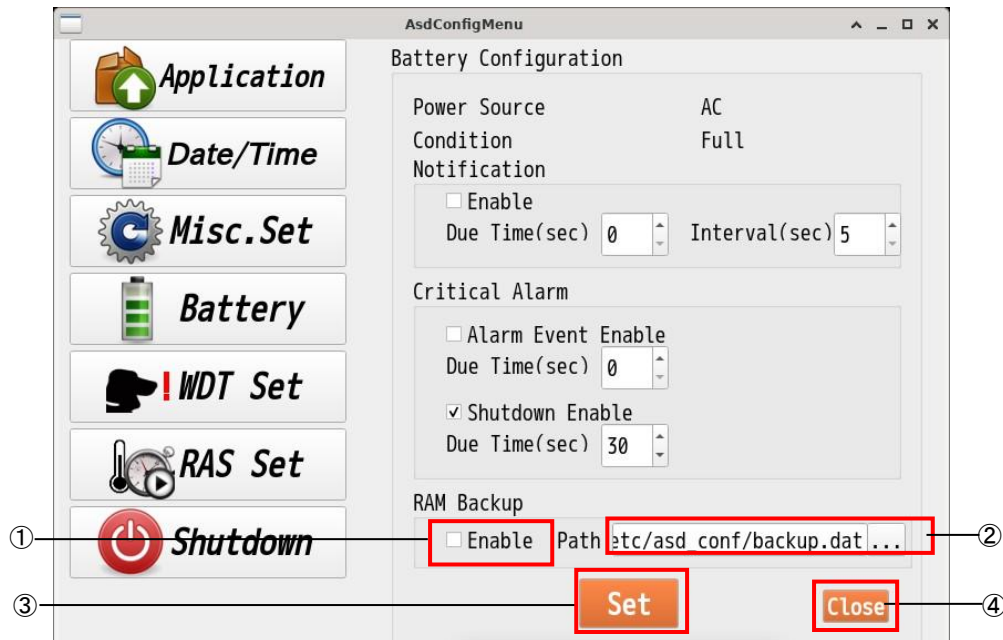 AsdConfigMenu
Application
Date/Time
Misc.Set
Battery
WDT Set
RAS Set
Shutdown
Battery Configuration
Power Source AC
Condition Full
Notification
Enable
Due Time(sec) 0 Interval(sec) 5
Critical Alarm
Alarm Event Enable
Due Time(sec) 0
Shutdown Enable
Due Time(sec) 30
RAM Backup
① Enable Path etc/asd_conf/backup.dat ... ②
③ Set Close ④